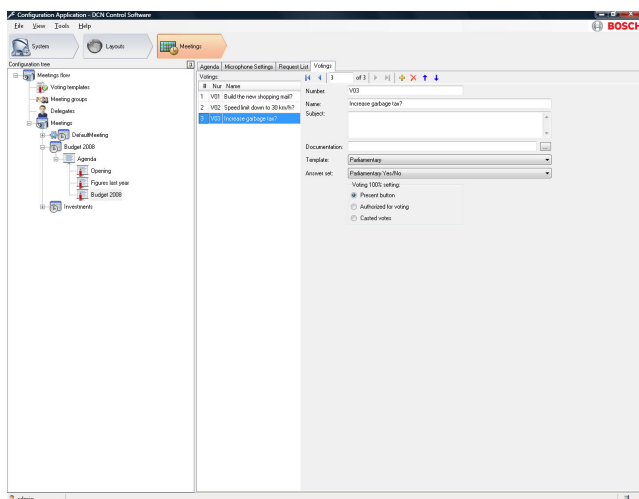 Configuration Application - DCN Control Software
File View Tools Help
BOSCH
System
Layouts
Meetings
Configuration tree
Meetings flow
Voting templates
Meeting groups
Delegates
Meetings
DefaultMeeting
Budget 2008
Agenda
Opening
Figures last year
Budget 2008
Investments
Agenda Microphone Settings Request List Votings
Votings:
# Nur Name
1 V01 Build the new shopping mall?
2 V02 Speed limit down to 30 km/h?
3 V03 Increase garbage tax?
3 of 3
Number: V03
Name: Increase garbage tax?
Subject:
Documentation: ...
Template: Parliamentary
Answer set: Parliamentary Yes/No
Voting 100% setting:
Present button
Authorized for voting
Casted votes
admin